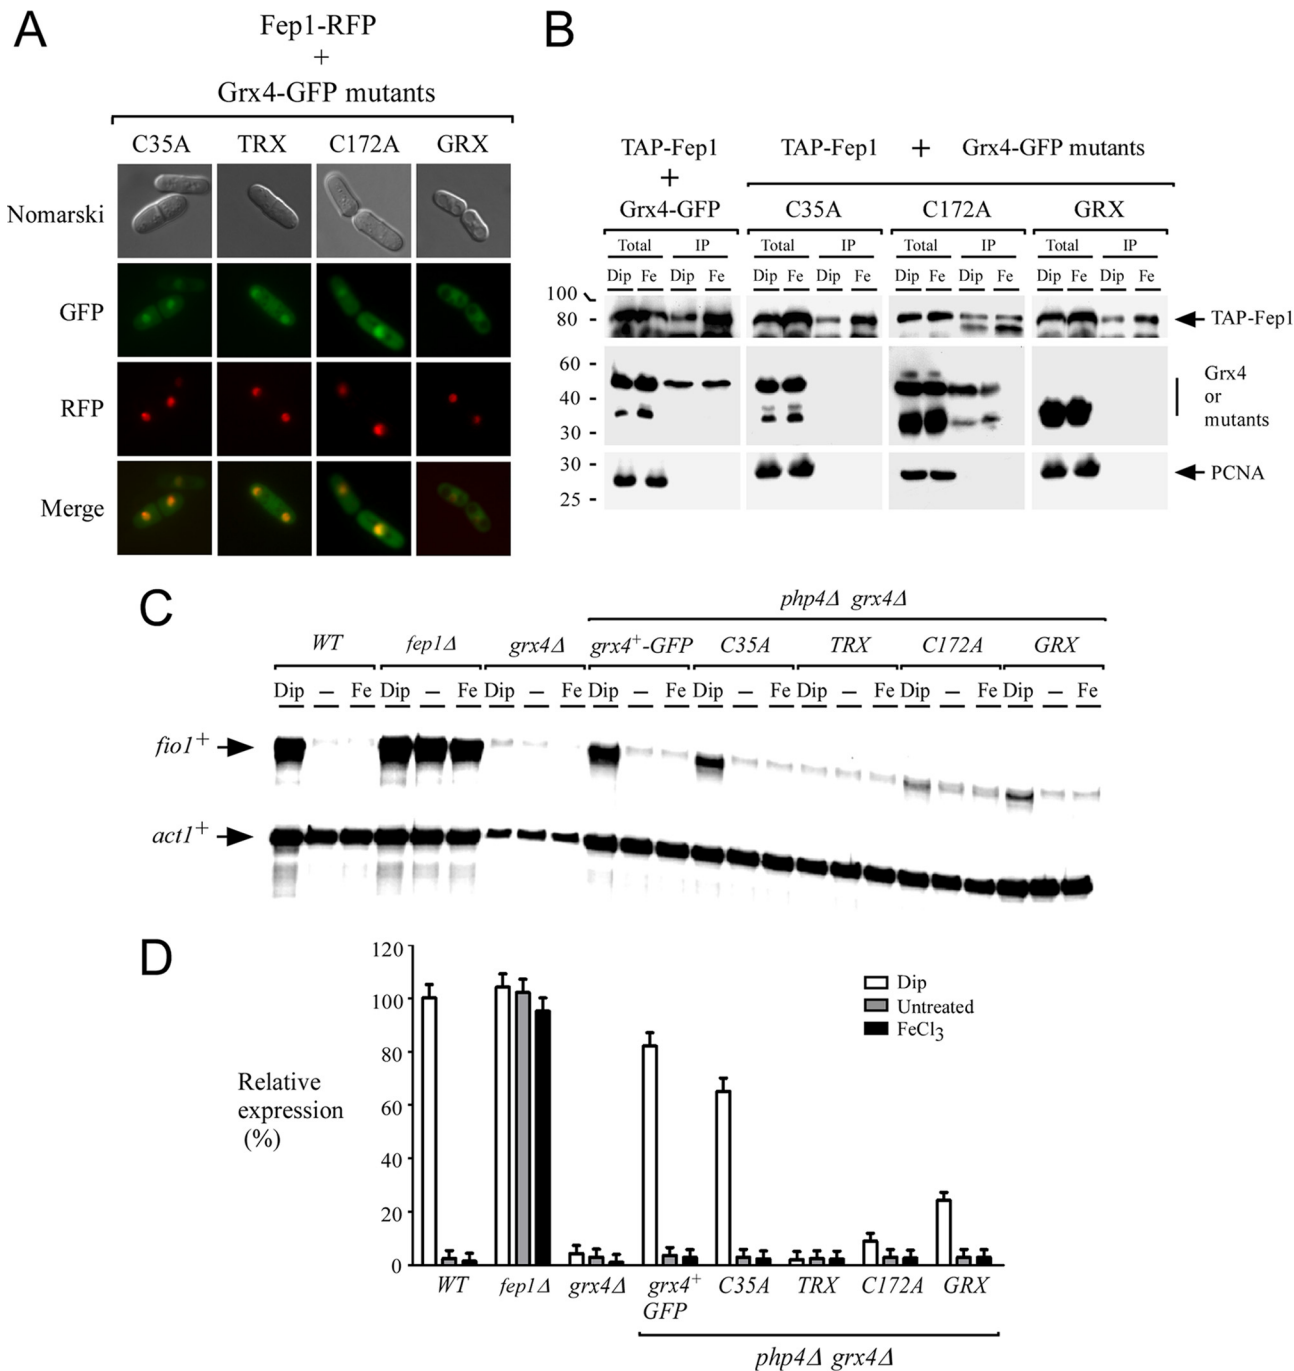 A
Fep1-RFP
+
Grx4-GFP mutants
C35A TRX C172A GRX
Nomarski
GFP
RFP
Merge
B
TAP-Fep1 TAP-Fep1 + Grx4-GFP mutants
+
Grx4-GFP C35A C172A GRX
Total IP Total IP Total IP Total IP
Dip Fe Dip Fe Dip Fe Dip Fe Dip Fe Dip Fe Dip Fe Dip Fe
100
80
TAP-Fep1
60
40
30
Grx4
or
mutants
30
25
PCNA
C
php4Δ grx4Δ
WT fep1Δ grx4Δ grx4+-GFP C35A TRX C172A GRX
Dip – Fe Dip – Fe Dip – Fe Dip – Fe Dip – Fe Dip – Fe Dip – Fe Dip – Fe
fio1+
act1+
D
120
100
80
60
40
20
0
Relative
expression
(%)
Dip
Untreated
FeCl3
WT fep1Δ grx4Δ grx4+ C35A TRX C172A GRX
GFP
php4Δ grx4Δ